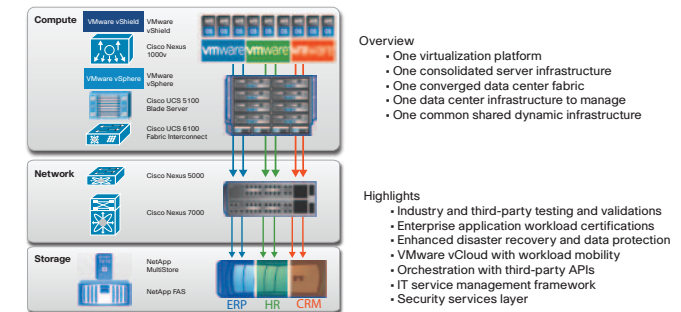 Compute
VMware vShield
VMware
vShield
Cisco Nexus
1000v
VMware vSphere
VMware
vSphere
Cisco UCS 5100
Blade Server
Cisco UCS 6100
Fabric Interconnect
vmware vmware vmware
Network
Cisco Nexus 5000
Cisco Nexus 7000
Storage
NetApp
MultiStore
NetApp FAS
ERP HR CRM
Overview
• One virtualization platform
• One consolidated server infrastructure
• One converged data center fabric
• One data center infrastructure to manage
• One common shared dynamic infrastructure
Highlights
• Industry and third-party testing and validations
• Enterprise application workload certifications
• Enhanced disaster recovery and data protection
• VMware vCloud with workload mobility
• Orchestration with third-party APIs
• IT service management framework
• Security services layer